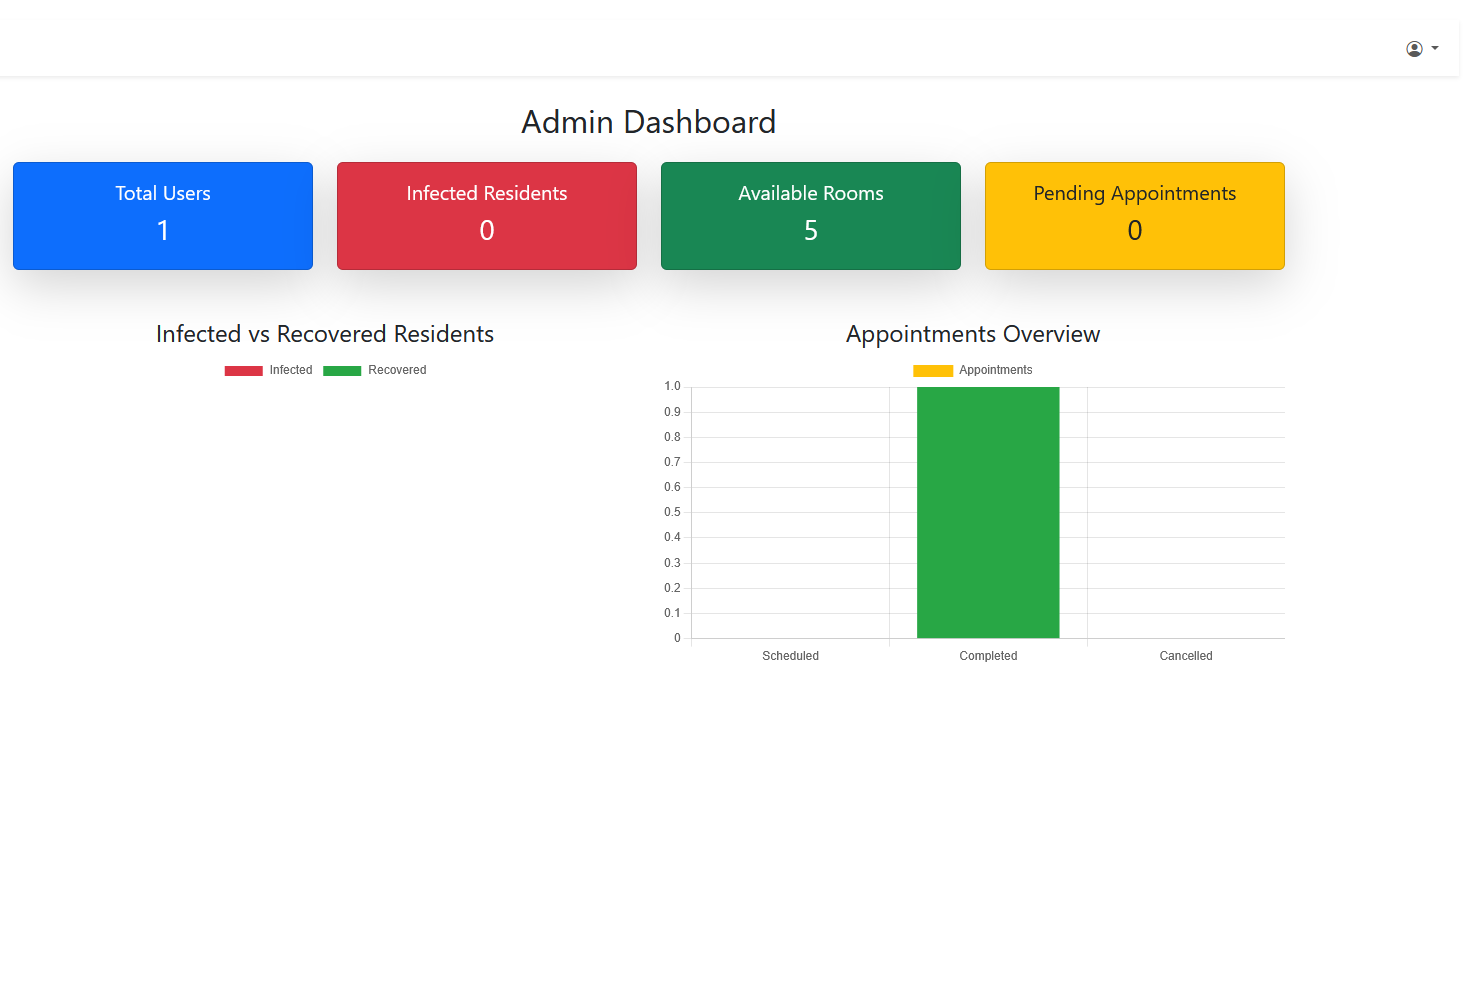 Admin Dashboard
Total Users
1
Infected Residents
0
Available Rooms
5
Pending Appointments
0
Infected vs Recovered Residents
Infected Recovered
Appointments Overview
Appointments
1.0
0.9
0.8
0.7
0.6
0.5
0.4
0.3
0.2
0.1
0
Scheduled Completed Cancelled